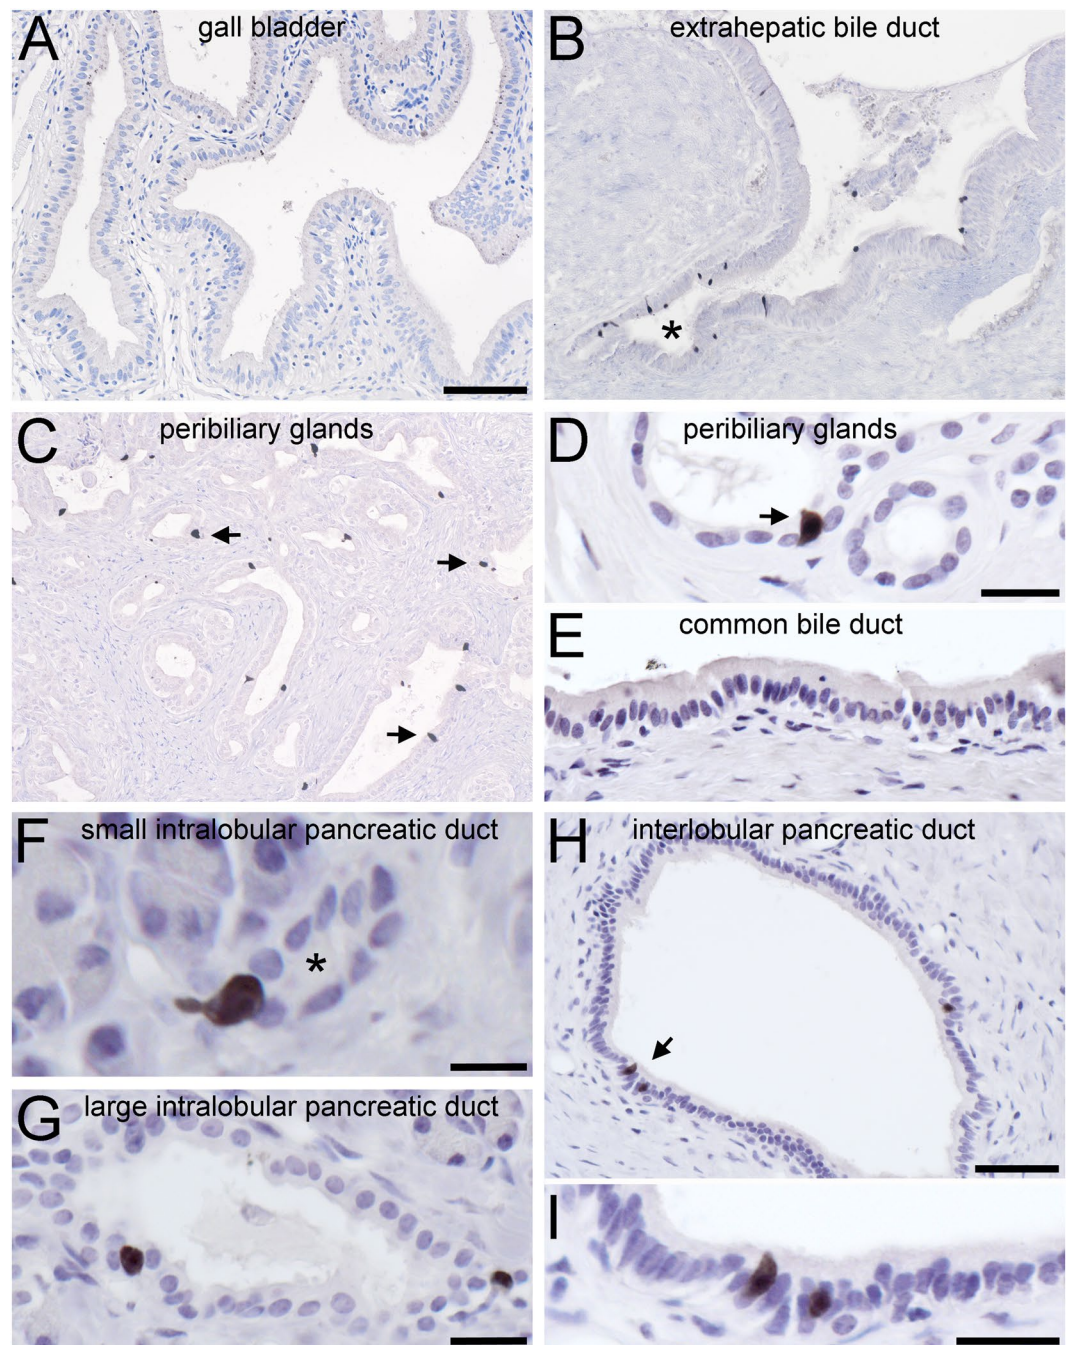 A gall bladder
B extrahepatic bile duct
*
C peribiliary glands
D peribiliary glands
E common bile duct
F small intralobular pancreatic duct
*
G large intralobular pancreatic duct
H interlobular pancreatic duct
I